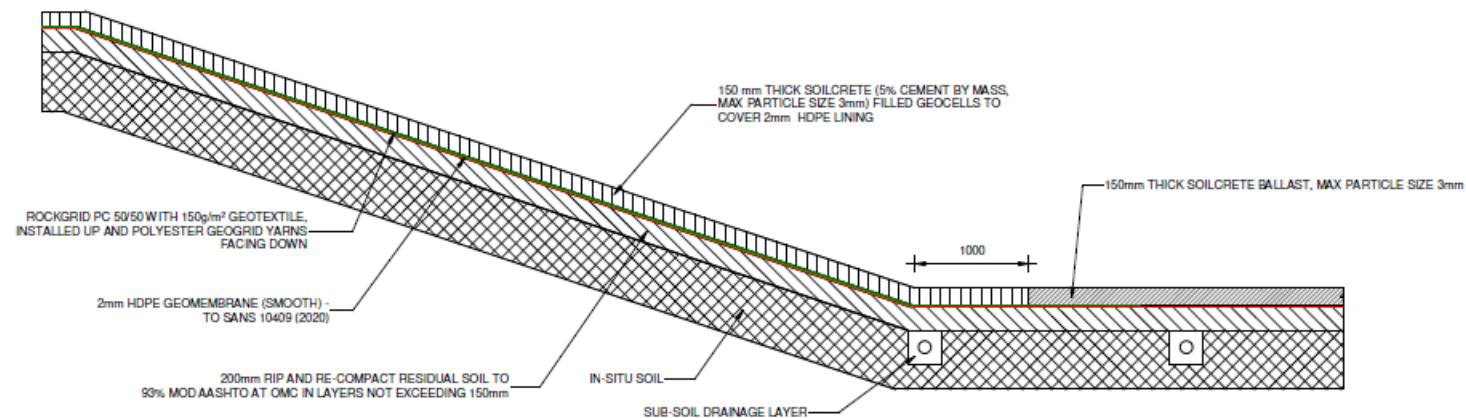 150 mm THICK SOILCRETE (5% CEMENT BY MASS,
MAX PARTICLE SIZE 3mm) FILLED GEOCELLS TO
COVER 2mm HDPE LINING
150mm THICK SOILCRETE BALLAST, MAX PARTICLE SIZE 3mm
ROCKGRID PC 50/50 WITH 150g/m² GEOTEXTILE,
INSTALLED UP AND POLYESTER GEOGRID YARNS
FACING DOWN
1000
2mm HDPE GEOMEMBRANE (SMOOTH) -
TO SANS 10409 (2020)
200mm RIP AND RE-COMPACT RESIDUAL SOIL TO
93% MOD AASHTO AT OMC IN LAYERS NOT EXCEEDING 150mm
IN-SITU SOIL
SUB-SOIL DRAINAGE LAYER